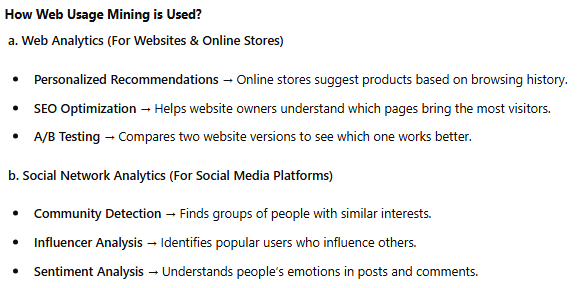 How Web Usage Mining is Used?
a. Web Analytics (For Websites & Online Stores)
• Personalized Recommendations → Online stores suggest products based on browsing history.
• SEO Optimization → Helps website owners understand which pages bring the most visitors.
• A/B Testing → Compares two website versions to see which one works better.
b. Social Network Analytics (For Social Media Platforms)
• Community Detection → Finds groups of people with similar interests.
• Influencer Analysis → Identifies popular users who influence others.
• Sentiment Analysis → Understands people's emotions in posts and comments.